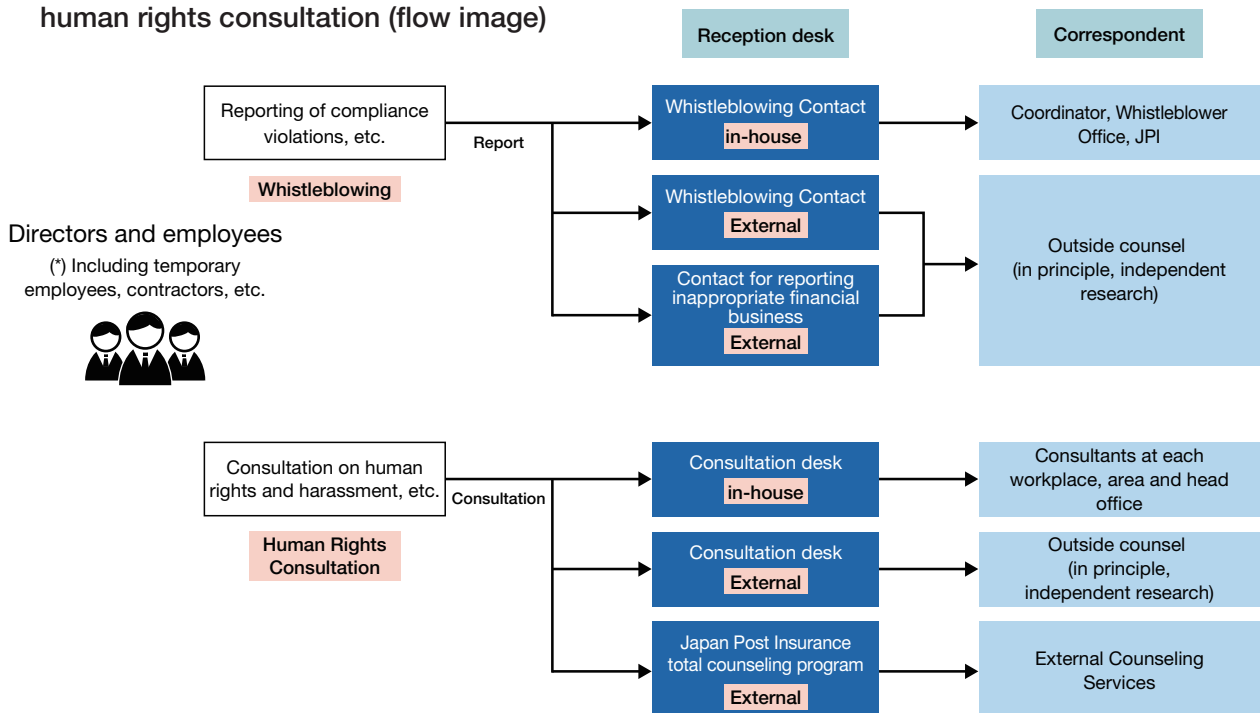 human rights consultation (flow image)
Reception desk
Correspondent
Reporting of compliance
violations, etc.
Whistleblowing
Report
Whistleblowing Contact
in-house
Coordinator, Whistleblower
Office, JPI
Whistleblowing Contact
External
Contact for reporting
inappropriate financial
business
External
Outside counsel
(in principle, independent
research)
Directors and employees
(*) Including temporary
employees, contractors, etc.
Consultation on human
rights and harassment, etc.
Human Rights
Consultation
Consultation
Consultation desk
in-house
Consultants at each
workplace, area and head
office
Consultation desk
External
Outside counsel
(in principle,
independent research)
Japan Post Insurance
total counseling program
External
External Counseling
Services